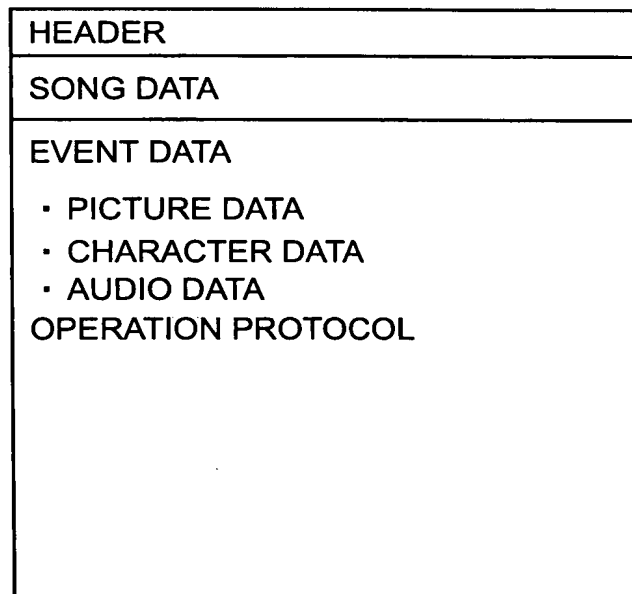 HEADER
SONG DATA
EVENT DATA
・ PICTURE DATA
・ CHARACTER DATA
・ AUDIO DATA
OPERATION PROTOCOL